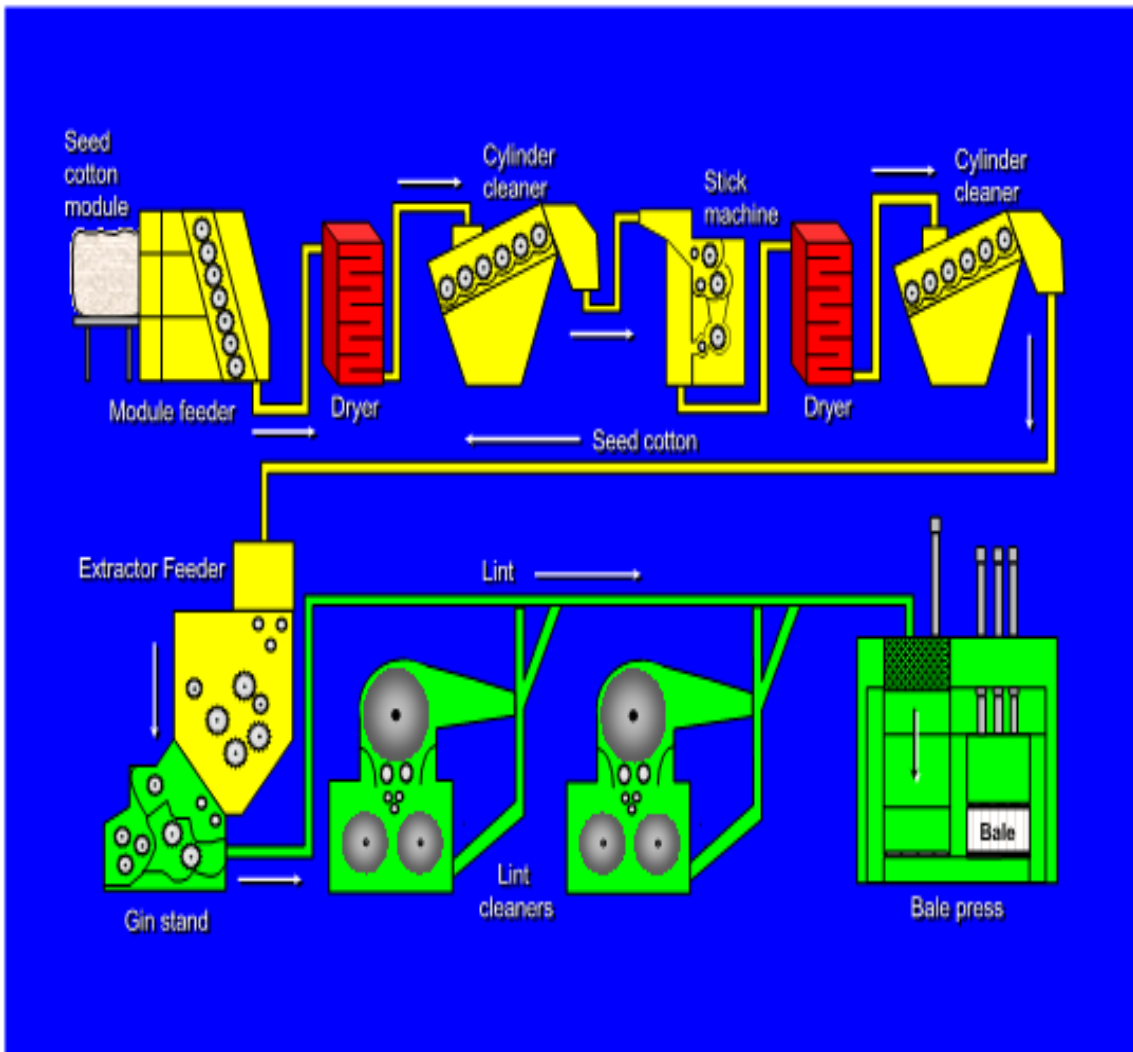 Seed
cotton
module
Cylinder
cleaner
Stick
machine
Cylinder
cleaner
Module feeder
Dryer
Dryer
Seed cotton
Extractor Feeder
Lint
Bale
Lint
cleaners
Gin stand
Bale press